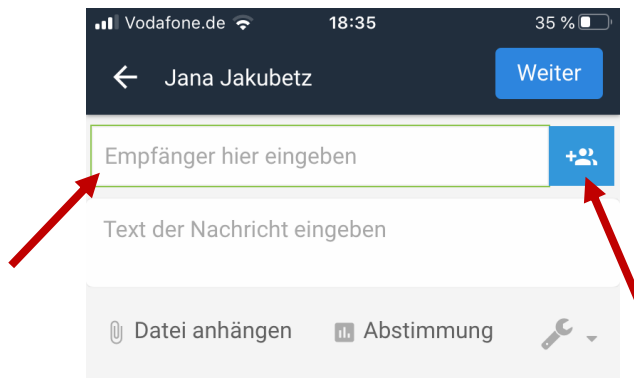 Vodafone.de 18:35 35 %
Jana Jakubetz Weiter
Empfänger hier eingeben
Text der Nachricht eingeben
Datei anhängen Abstimmung